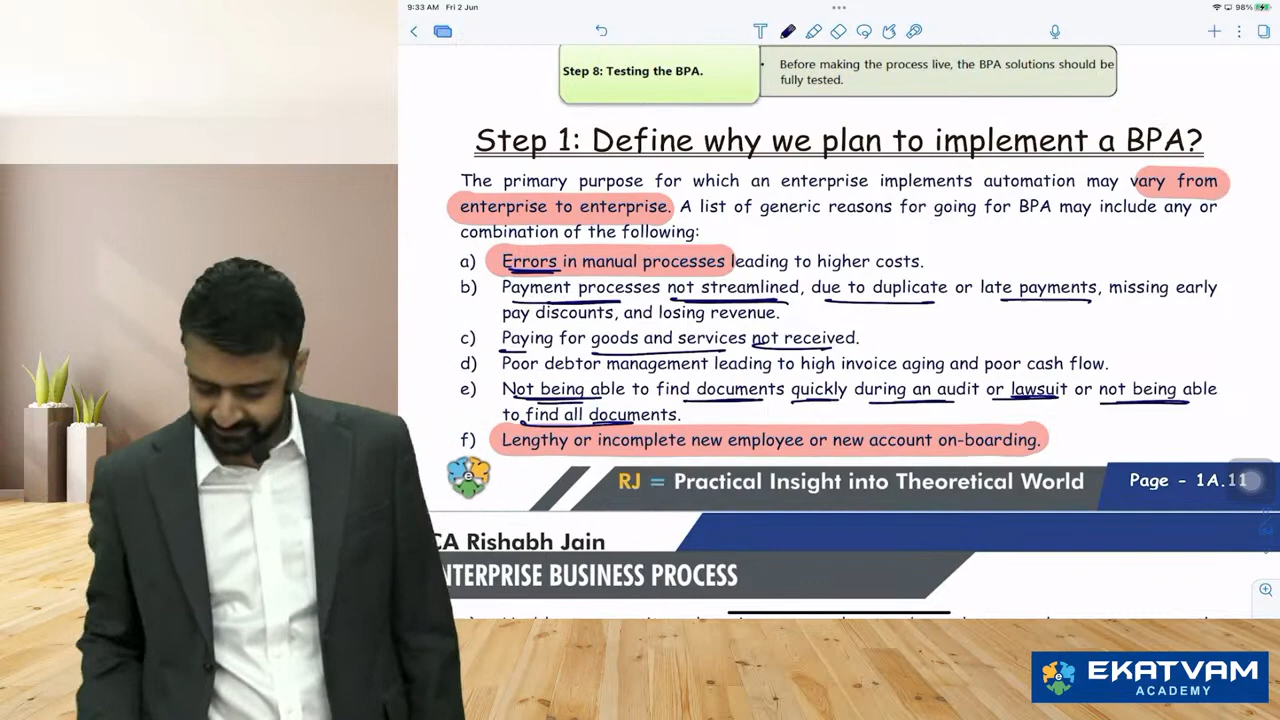 9:33 AM Fri 2 Jun
98%
Step 8: Testing the BPA.
• Before making the process live, the BPA solutions should be
fully tested.
Step 1: Define why we plan to implement a BPA?
The primary purpose for which an enterprise implements automation may vary from
enterprise to enterprise. A list of generic reasons for going for BPA may include any or
combination of the following:
a) Errors in manual processes leading to higher costs.
b) Payment processes not streamlined, due to duplicate or late payments, missing early
pay discounts, and losing revenue.
c) Paying for goods and services not received.
d) Poor debtor management leading to high invoice aging and poor cash flow.
e) Not being able to find documents quickly during an audit or lawsuit or not being able
to find all documents.
f) Lengthy or incomplete new employee or new account on-boarding.
RJ = Practical Insight into Theoretical World
Page - 1A.11
CA Rishabh Jain
NTERPRISE BUSINESS PROCESS
EKATVAM
ACADEMY